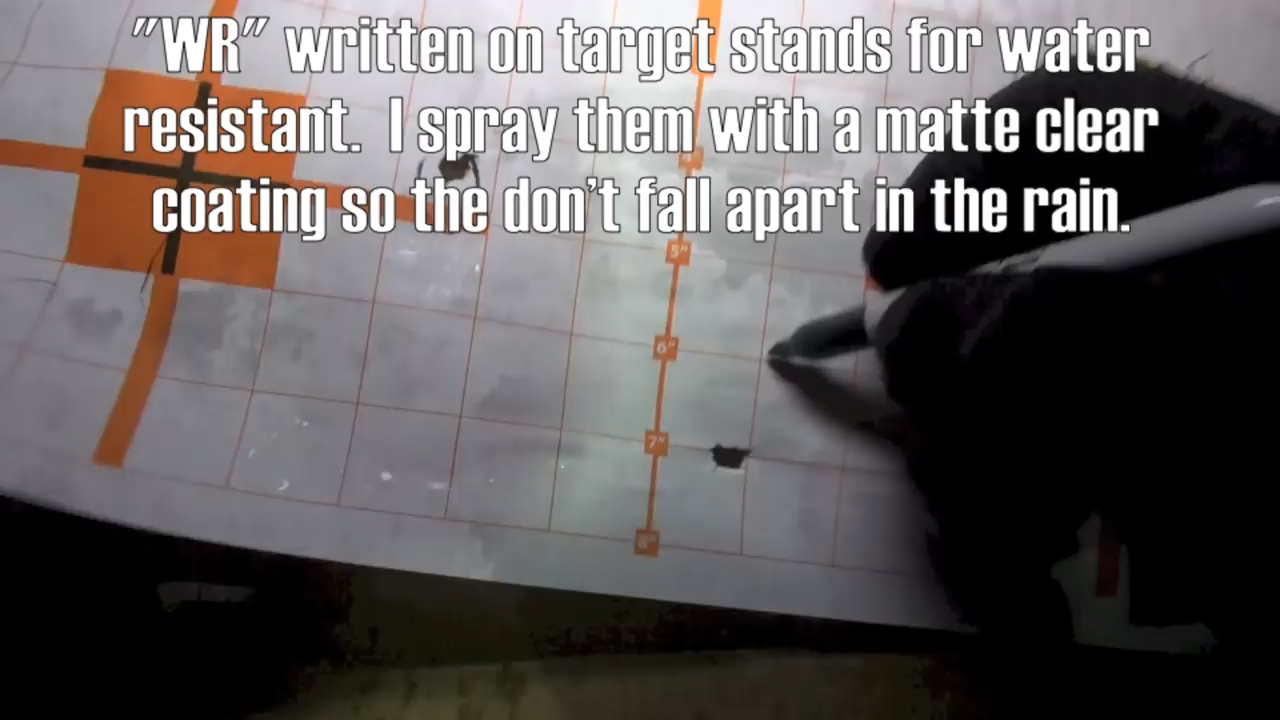 "WR" written on target stands for water
resistant.  I spray them with a matte clear
coating so the don't fall apart in the rain.
5"
6"
7"
8"